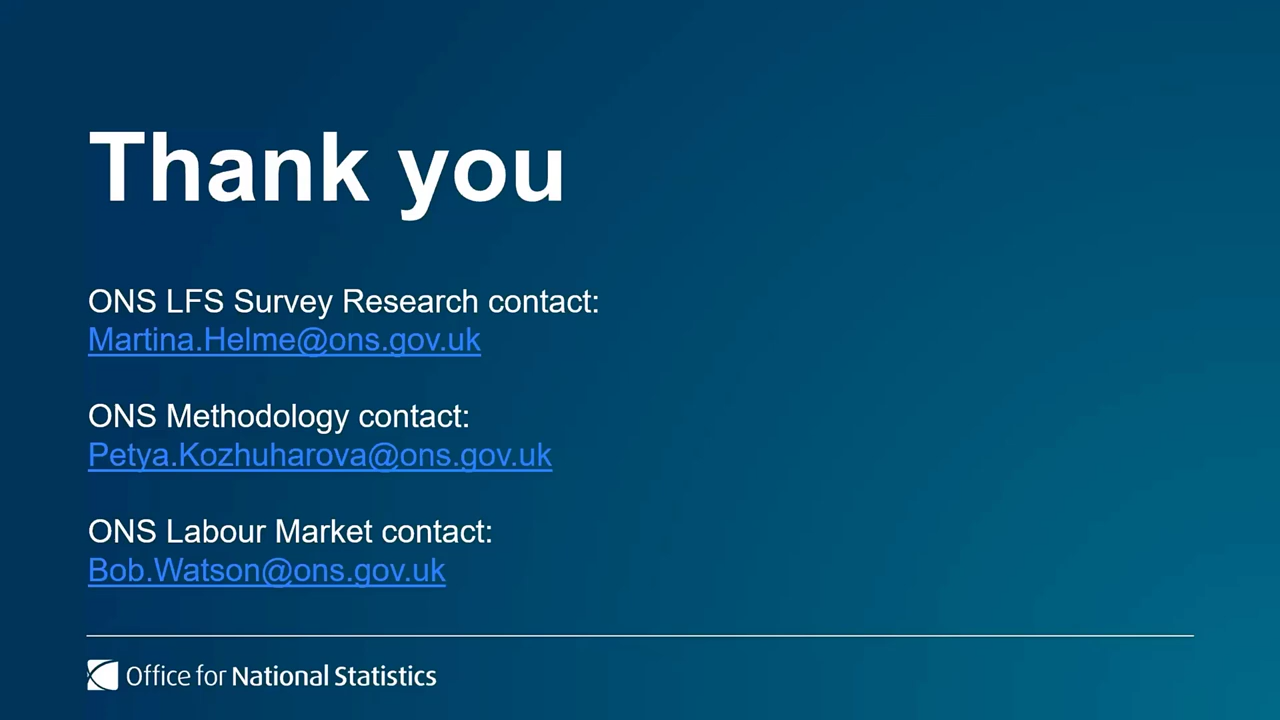 Thank you
ONS LFS Survey Research contact:
Martina.Helme@ons.gov.uk
ONS Methodology contact:
Petya.Kozhuharova@ons.gov.uk
ONS Labour Market contact:
Bob.Watson@ons.gov.uk
Office for National Statistics